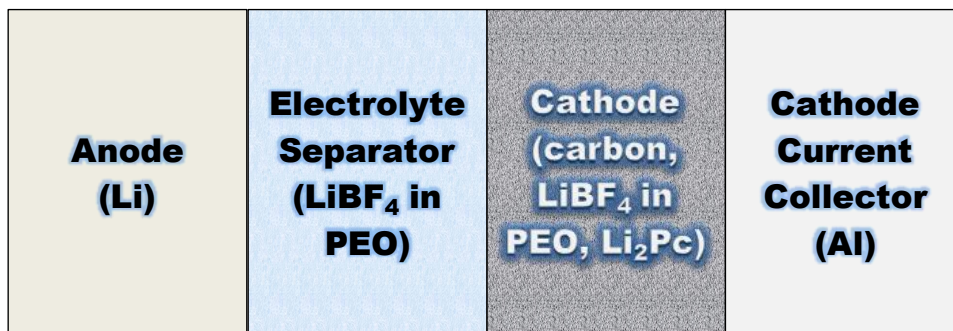 Anode
(Li)
Electrolyte
Separator
(LiBF₄ in
PEO)
Cathode
(carbon,
LiBF₄ in
PEO, Li₂Pc)
Cathode
Current
Collector
(Al)